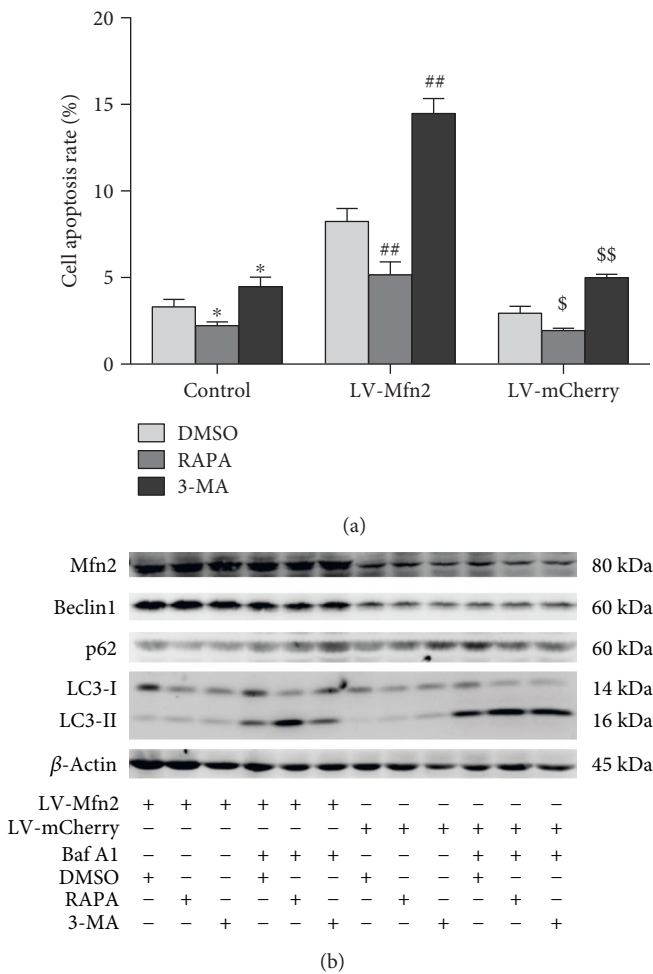 20
15
10
5
0
Cell apoptosis rate (%)
*
*
##
##
$
$$
Control LV-Mfn2 LV-mCherry
DMSO
RAPA
3-MA
(a)
Mfn2 80 kDa
Beclin1 60 kDa
p62 60 kDa
LC3-I 14 kDa
LC3-II 16 kDa
β-Actin 45 kDa
LV-Mfn2 + + + + + + − − − − − −
LV-mCherry − − − − − − + + + + + +
Baf A1 − − − + + + − − − + + +
DMSO + − − + − − + − − + − −
RAPA − + − − + − − + − − + −
3-MA − − + − − + − − + − − +
(b)